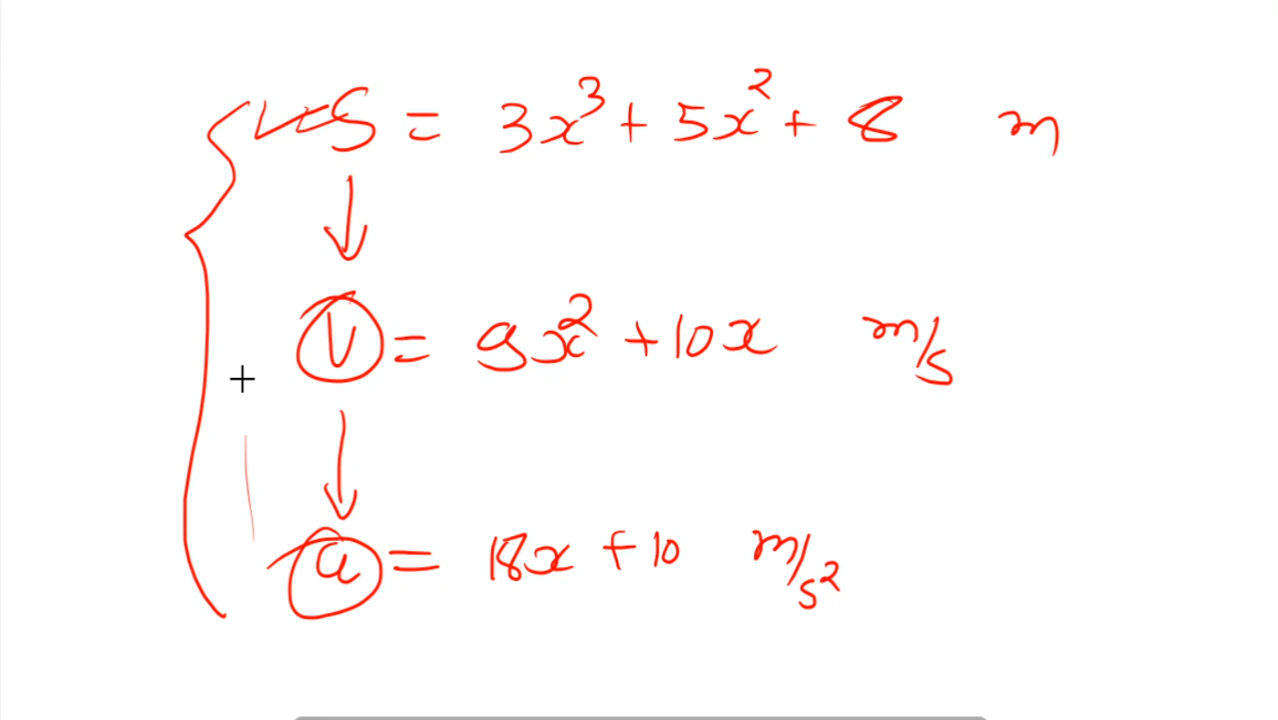 S = 3x³ + 5x² + 8 m
V = 9x² + 10x m/s
a = 18x + 10 m/s²